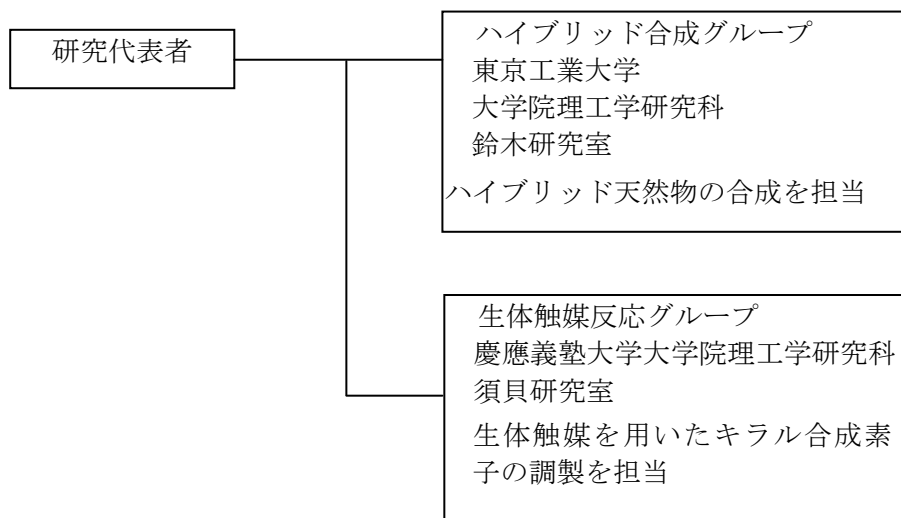 研究代表者
ハイブリッド合成グループ
東京工業大学
大学院理工学研究科
鈴木研究室
ハイブリッド天然物の合成を担当
生体触媒反応グループ
慶應義塾大学大学院理工学研究科
須貝研究室
生体触媒を用いたキラル合成素
子の調製を担当